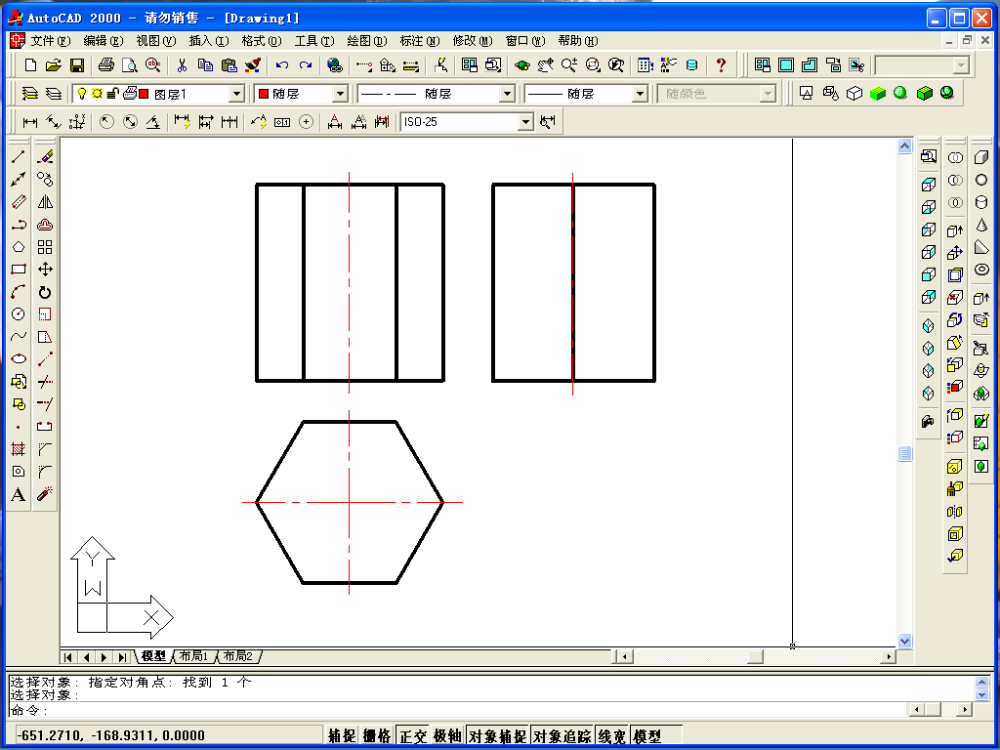 AutoCAD 2000 - 请勿销售 - [Drawing1]
文件(F) 编辑(E) 视图(V) 插入(I) 格式(O) 工具(T) 绘图(D) 标注(N) 修改(M) 窗口(W) 帮助(H)
图层1 随层 随层 随层 随颜色
ISO-25
A
Y
W
X
模型 布局1 布局2
选择对象: 指定对角点: 找到 1 个
选择对象:
命令:
-651.2710, -168.9311, 0.0000 捕捉 栅格 正交 极轴 对象捕捉 对象追踪 线宽 模型